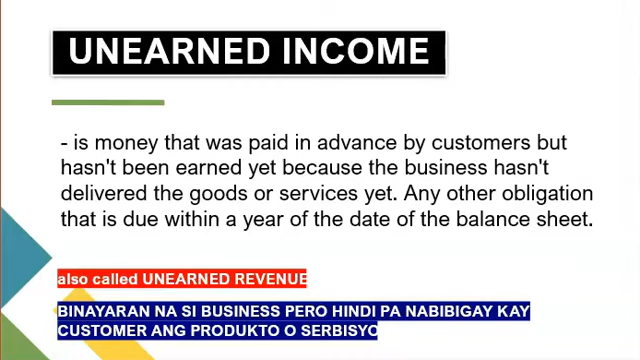 UNEARNED INCOME
- is money that was paid in advance by customers but
hasn't been earned yet because the business hasn't
delivered the goods or services yet. Any other obligation
that is due within a year of the date of the balance sheet.
also called UNEARNED REVENUE
BINAYARAN NA SI BUSINESS PERO HINDI PA NABIBIGAY KAY
CUSTOMER ANG PRODUKTO O SERBISYO